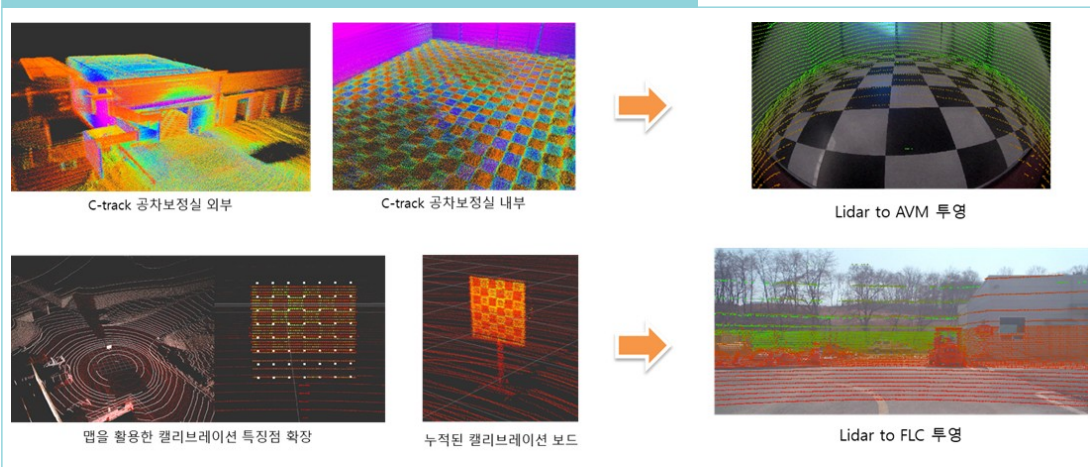 C-track 공차보정실 외부
C-track 공차보정실 내부
Lidar to AVM 투영
맵을 활용한 캘리브레이션 특징점 확장
누적된 캘리브레이션 보드
Lidar to FLC 투영